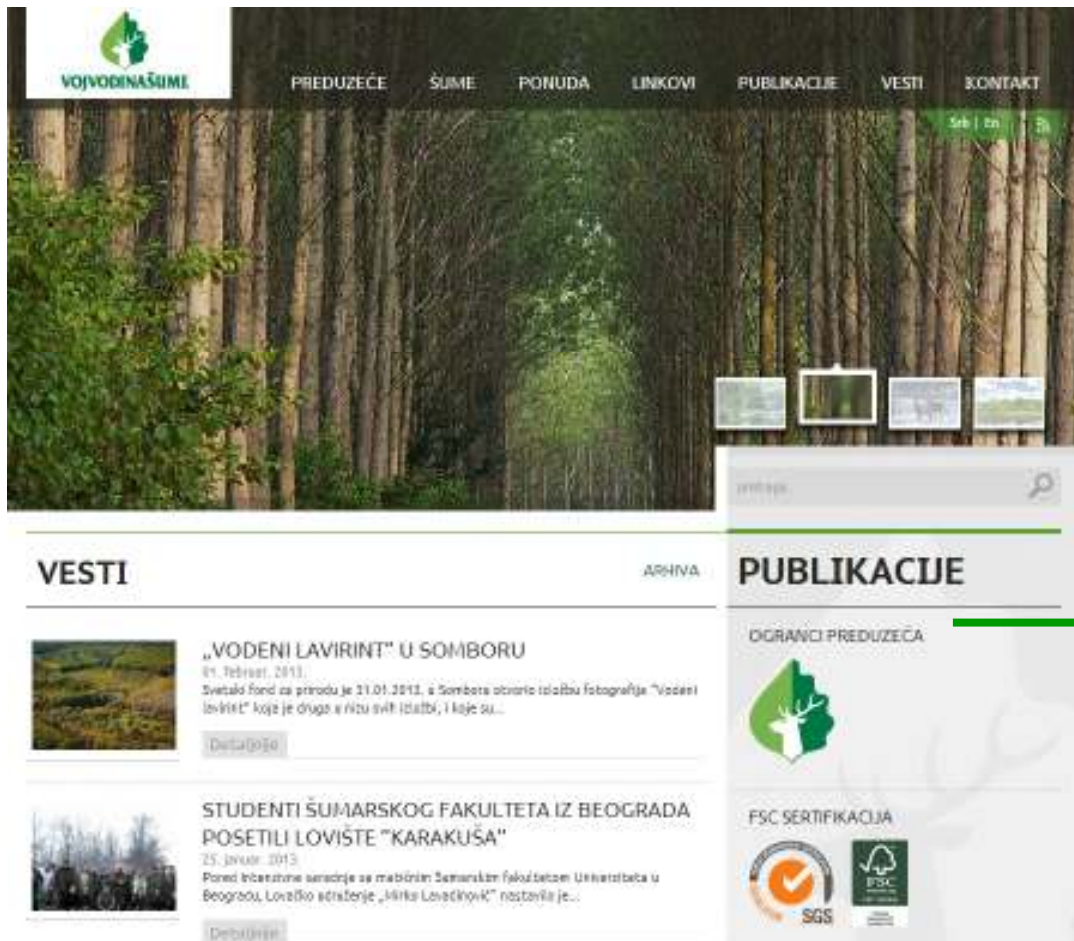 VOJVODINAŠUME
PREDUZEĆE ŠUME PONUDA LINKOVI PUBLIKACIJE VESTI KONTAKT
Srb | En
pretraga
VESTI
ARHIVA
„VODENI LAVIRINT" U SOMBORU
01. februar. 2013.
Svetski fond za prirodu je 31.01.2013. u Somboru otvorio izložbu fotografija "Vodeni
lavirint" koja je druga u nizu svih izložbi, i koje su...
Detaljnije
STUDENTI ŠUMARSKOG FAKULTETA IZ BEOGRADA
POSETILI LOVIŠTE "KARAKUŠA"
25. januar. 2013.
Pored intenzivne saradnje sa matičnim Šumarskim fakultetom Univerziteta u
Beogradu, Lovačko udruženje „Mirko Lavadinović" nastavila je...
Detaljnije
PUBLIKACIJE
OGRANCI PREDUZEĆA
FSC SERTIFIKACIJA
SGS
FSC